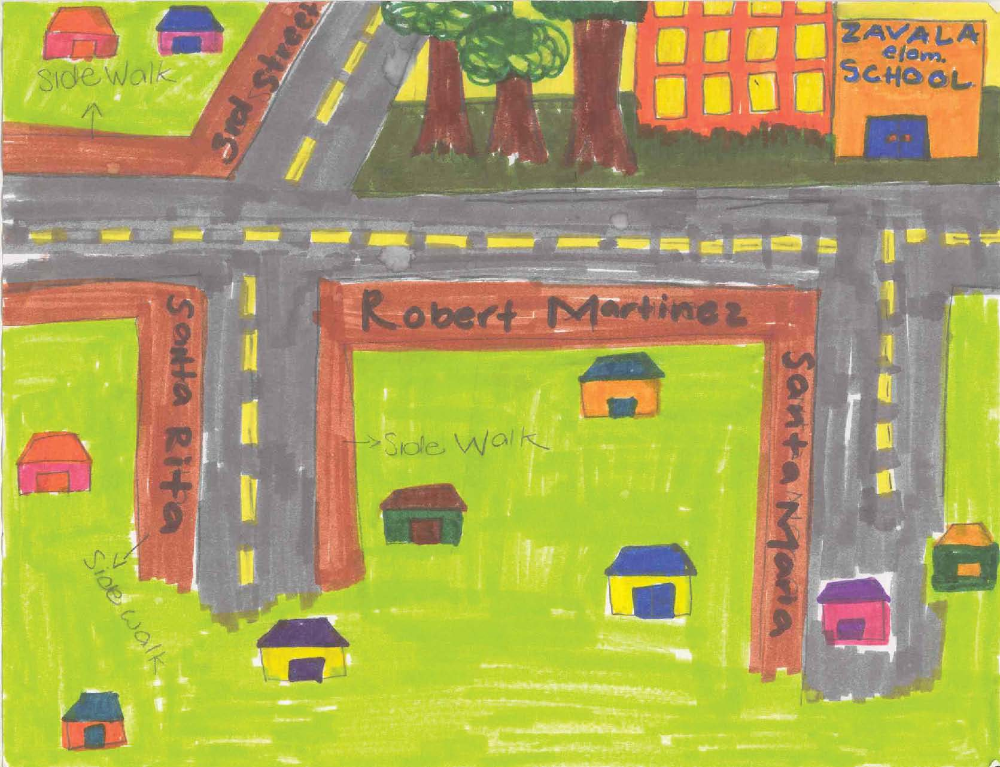 3rd Street
ZAVALA
elem.
SCHOOL
side walk
Santa Rita
Robert Martinez
Santa Maria
Side Walk
Side walk